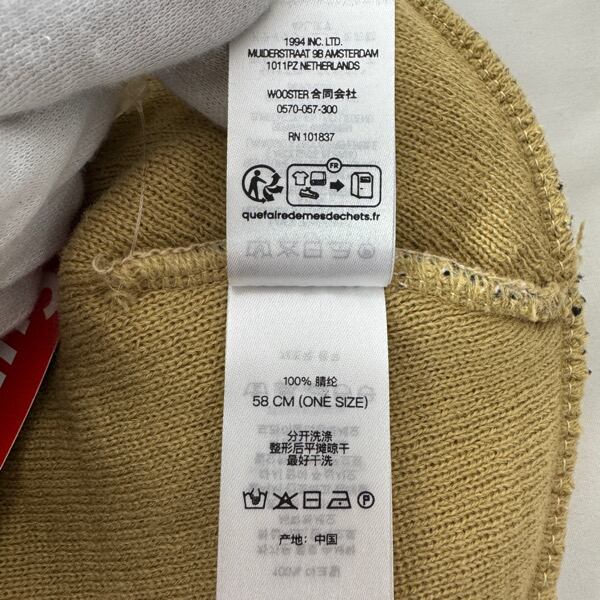 1994 INC. LTD.
MUIDERSTRAAT 9B AMSTERDAM
1011PZ NETHERLANDS
WOOSTER 合同会社
0570-057-300
RN 101837
FR
quefairedemesdechets.fr
100% 腈纶
58 CM (ONE SIZE)
分开洗涤
整形后平摊晾干
最好干洗
P
产地: 中国